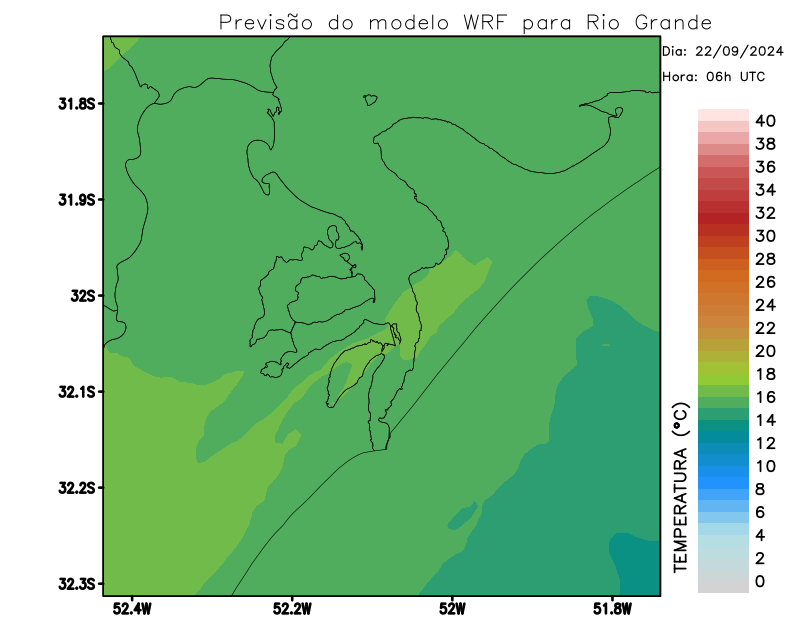 Previsão do modelo WRF para Rio Grande
Dia: 22/09/2024
Hora: 06h UTC
31.8S
31.9S
32S
32.1S
32.2S
32.3S
52.4W
52.2W
52W
51.8W
TEMPERATURA (°C)
40
38
36
34
32
30
28
26
24
22
20
18
16
14
12
10
8
6
4
2
0